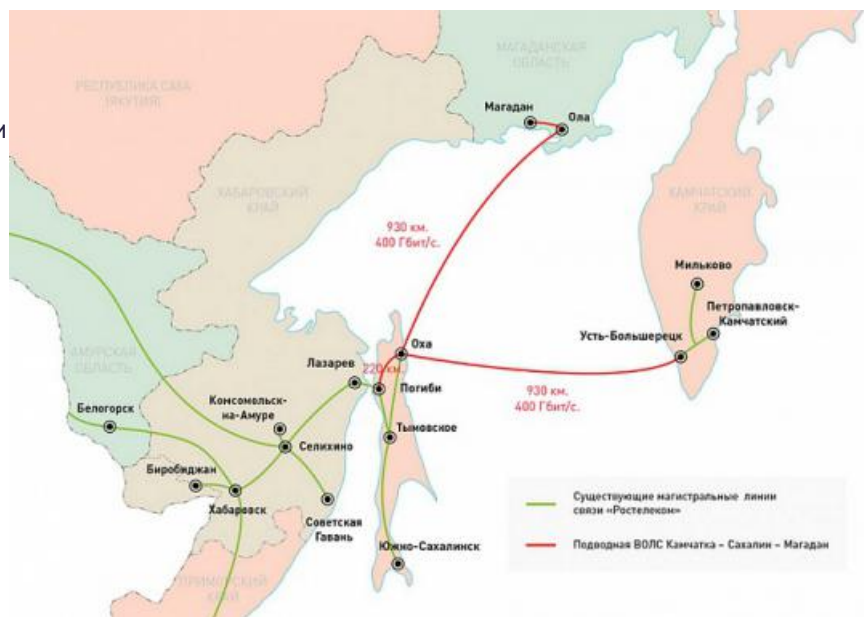 и
РЕСПУБЛИКА САХА
(ЯКУТИЯ)
МАГАДАНСКАЯ
ОБЛАСТЬ
Магадан
Ола
ХАБАРОВСКИЙ
КРАЙ
КАМЧАТСКИЙ
КРАЙ
930 км.
400 Гбит/с.
Мильково
Петропавловск-
Камчатский
Усть-Большерецк
Оха
АМУРСКАЯ
ОБЛАСТЬ
Лазарев
220 км.
Погиби
930 км.
400 Гбит/с.
Комсомольск-
на-Амуре
Белогорск
Тымовское
Селихино
Биробиджан
Хабаровск
Советская
Гавань
Существующие магистральные линии
связи «Ростелеком»
Южно-Сахалинск
Подводная ВОЛС Камчатка – Сахалин – Магадан
ПРИМОРСКИЙ
КРАЙ